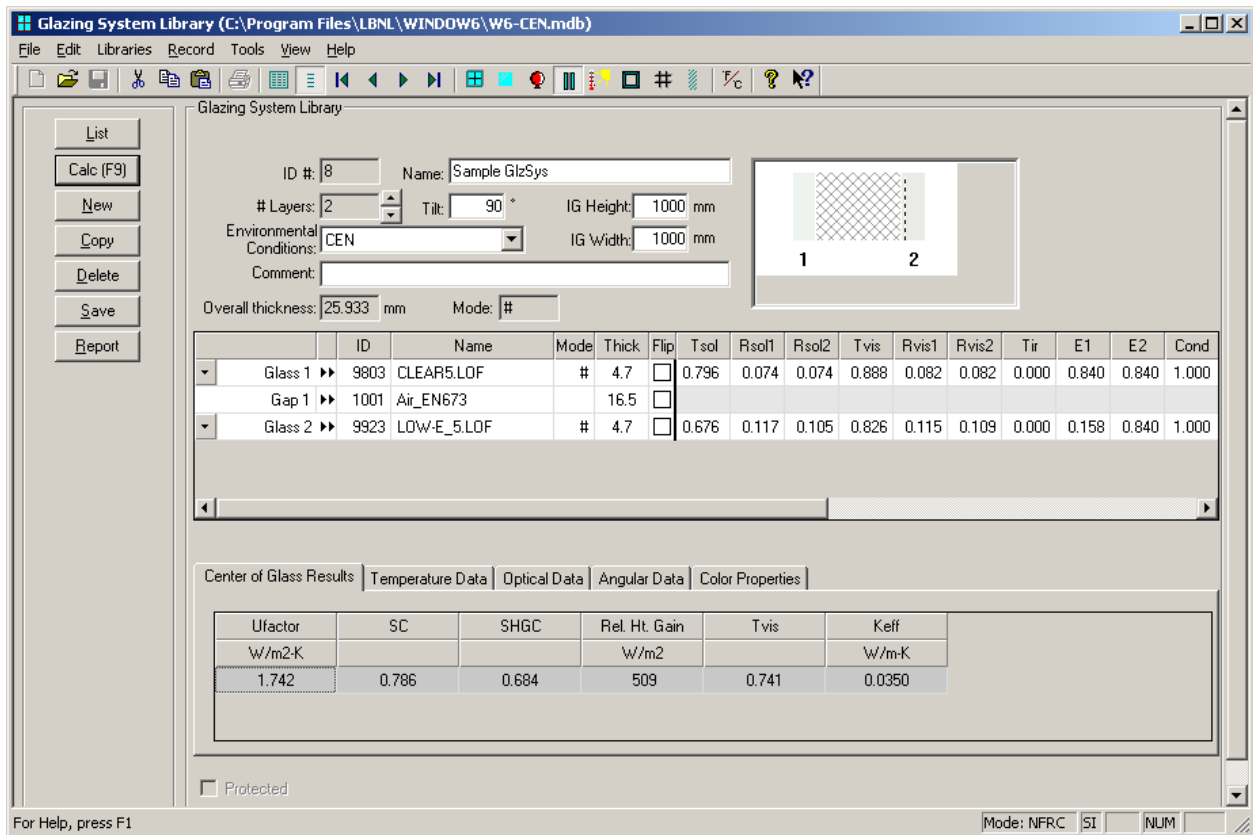 Glazing System Library (C:\Program Files\LBNL\WINDOW6\W6-CEN.mdb)
File Edit Libraries Record Tools View Help
°F/°C
List
Calc (F9)
New
Copy
Delete
Save
Report
Glazing System Library
ID #: 8 Name: Sample GlzSys
# Layers: 2 Tilt: 90 ° IG Height: 1000 mm
Environmental Conditions: CEN IG Width: 1000 mm
Comment:
Overall thickness: 25.933 mm Mode: #
1 2
ID Name Mode Thick Flip Tsol Rsol1 Rsol2 Tvis Rvis1 Rvis2 Tir E1 E2 Cond
Glass 1 9803 CLEAR5.LOF # 4.7 0.796 0.074 0.074 0.888 0.082 0.082 0.000 0.840 0.840 1.000
Gap 1 1001 Air_EN673 16.5
Glass 2 9923 LOW-E_5.LOF # 4.7 0.676 0.117 0.105 0.826 0.115 0.109 0.000 0.158 0.840 1.000
Center of Glass Results Temperature Data Optical Data Angular Data Color Properties
Ufactor SC SHGC Rel. Ht. Gain Tvis Keff
W/m2-K W/m2 W/m-K
1.742 0.786 0.684 509 0.741 0.0350
Protected
For Help, press F1 Mode: NFRC SI NUM